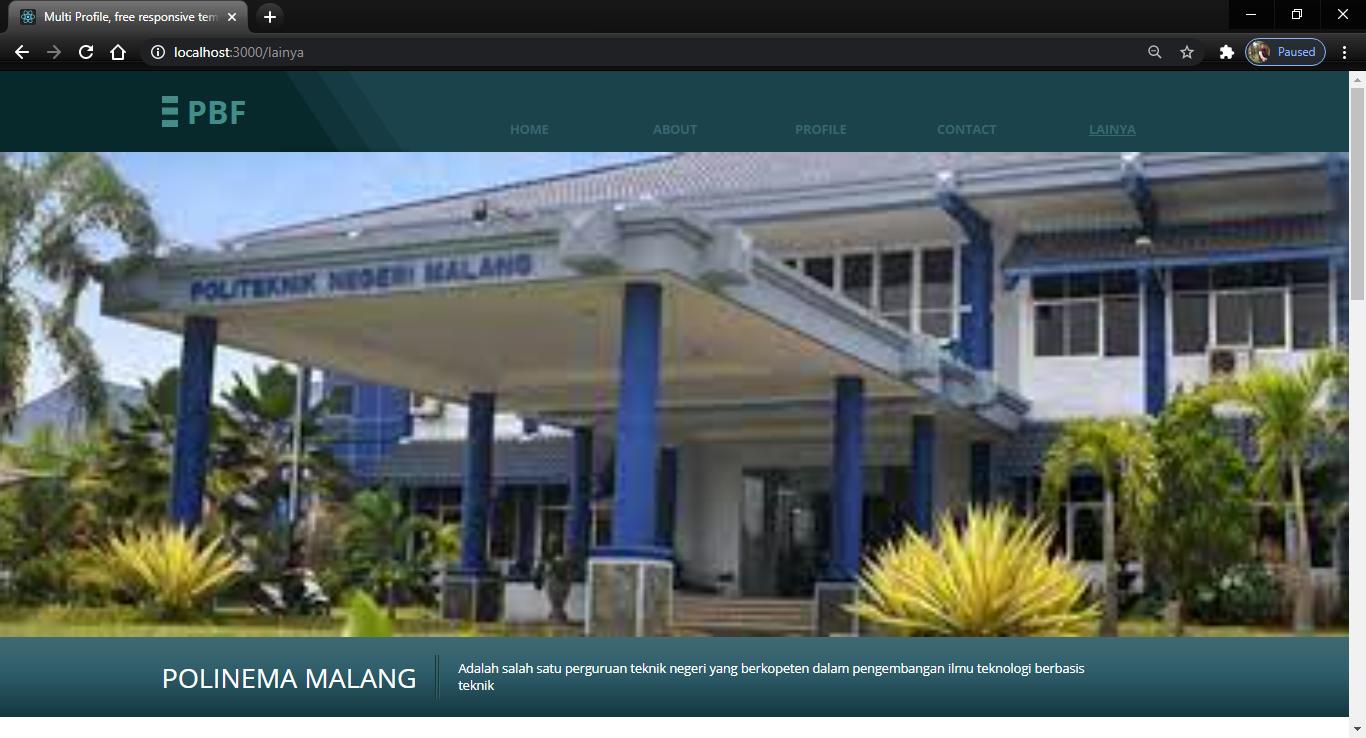 Multi Profile, free responsive tem
localhost:3000/lainya
Paused
PBF
HOME
ABOUT
PROFILE
CONTACT
LAINYA
POLITEKNIK NEGERI MALANG
POLINEMA MALANG
Adalah salah satu perguruan teknik negeri yang berkopeten dalam pengembangan ilmu teknologi berbasis
teknik